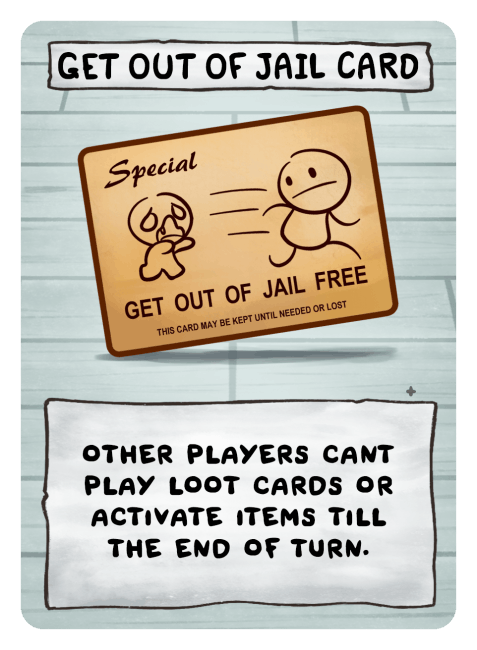 GET OUT OF JAIL CARD
Special
GET OUT OF JAIL FREE
THIS CARD MAY BE KEPT UNTIL NEEDED OR LOST
OTHER PLAYERS CANT
PLAY LOOT CARDS OR
ACTIVATE ITEMS TILL
THE END OF TURN.